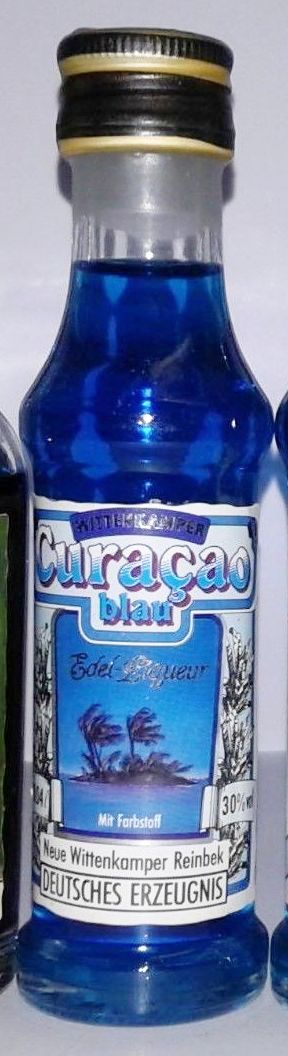 WITTENKAMPER
Curaçao
blau
Edel-Liqueur
Mit Farbstoff
30% vol
Neue Wittenkamper Reinbek
DEUTSCHES ERZEUGNIS